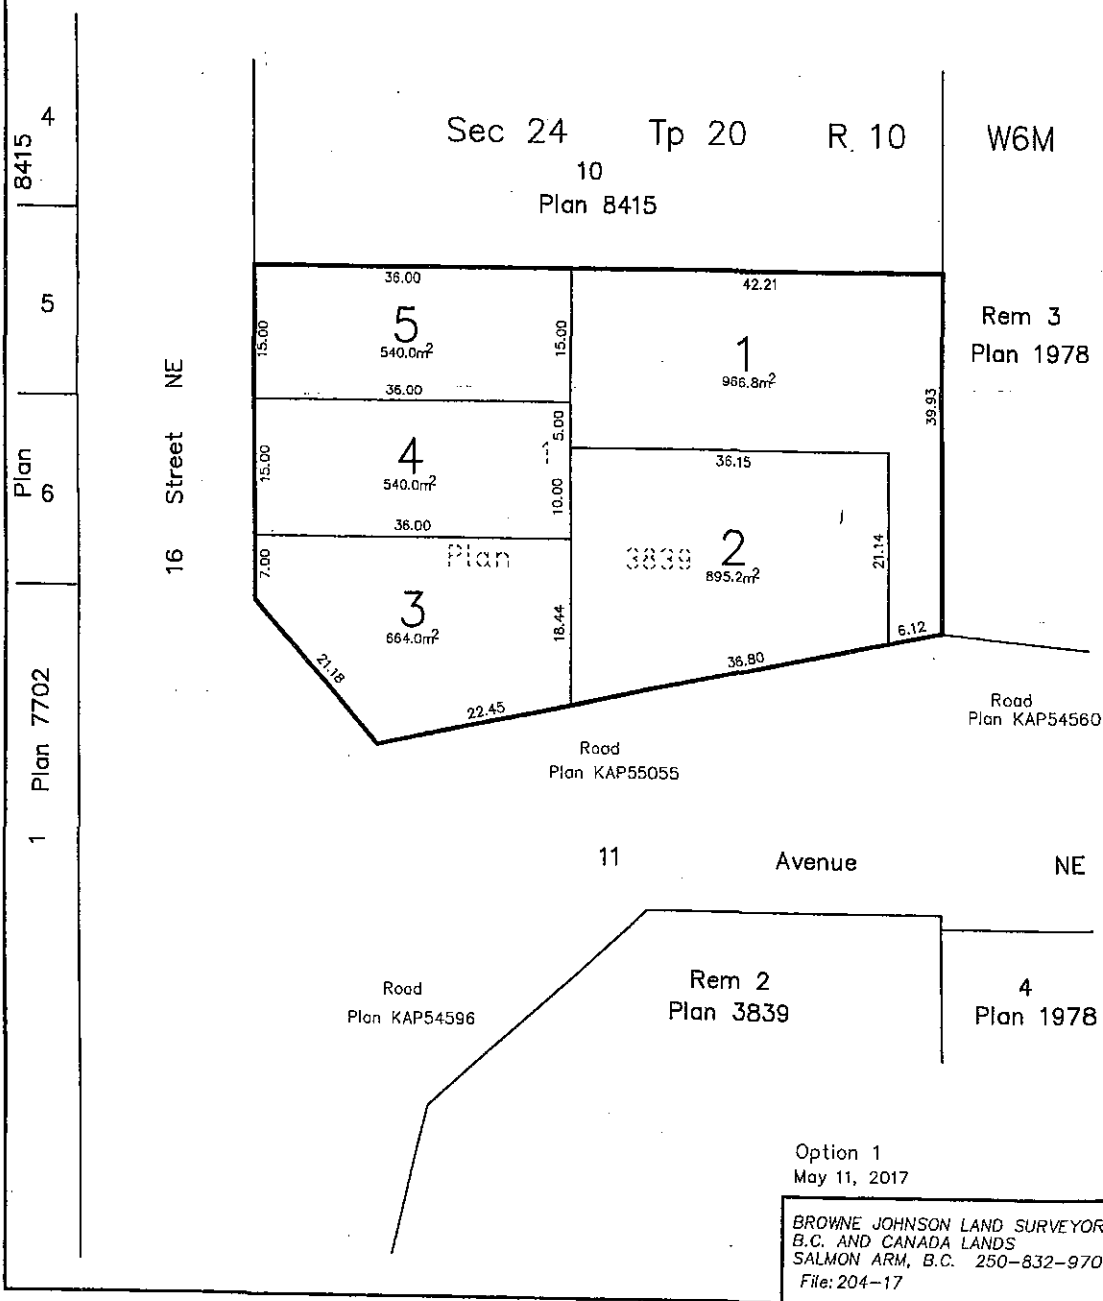 4
8415
5
Plan
6
1 Plan 7702
16 Street NE
Sec 24 Tp 20 R. 10 W6M
10
Plan 8415
36.00
42.21
5
540.0m²
15.00
15.00
1
986.8m²
Rem 3
Plan 1978
39.93
36.00
5.00
4
540.0m²
15.00
10.00
1
36.15
36.00
Plan 3839
2
895.2m²
21.14
7.00
3
664.0m²
18.44
6.12
21.18
36.80
22.45
Road
Plan KAP54560
Road
Plan KAP55055
11 Avenue NE
Road
Plan KAP54596
Rem 2
Plan 3839
4
Plan 1978
Option 1
May 11, 2017
BROWNE JOHNSON LAND SURVEYOR
B.C. AND CANADA LANDS
SALMON ARM, B.C. 250-832-970
File: 204-17